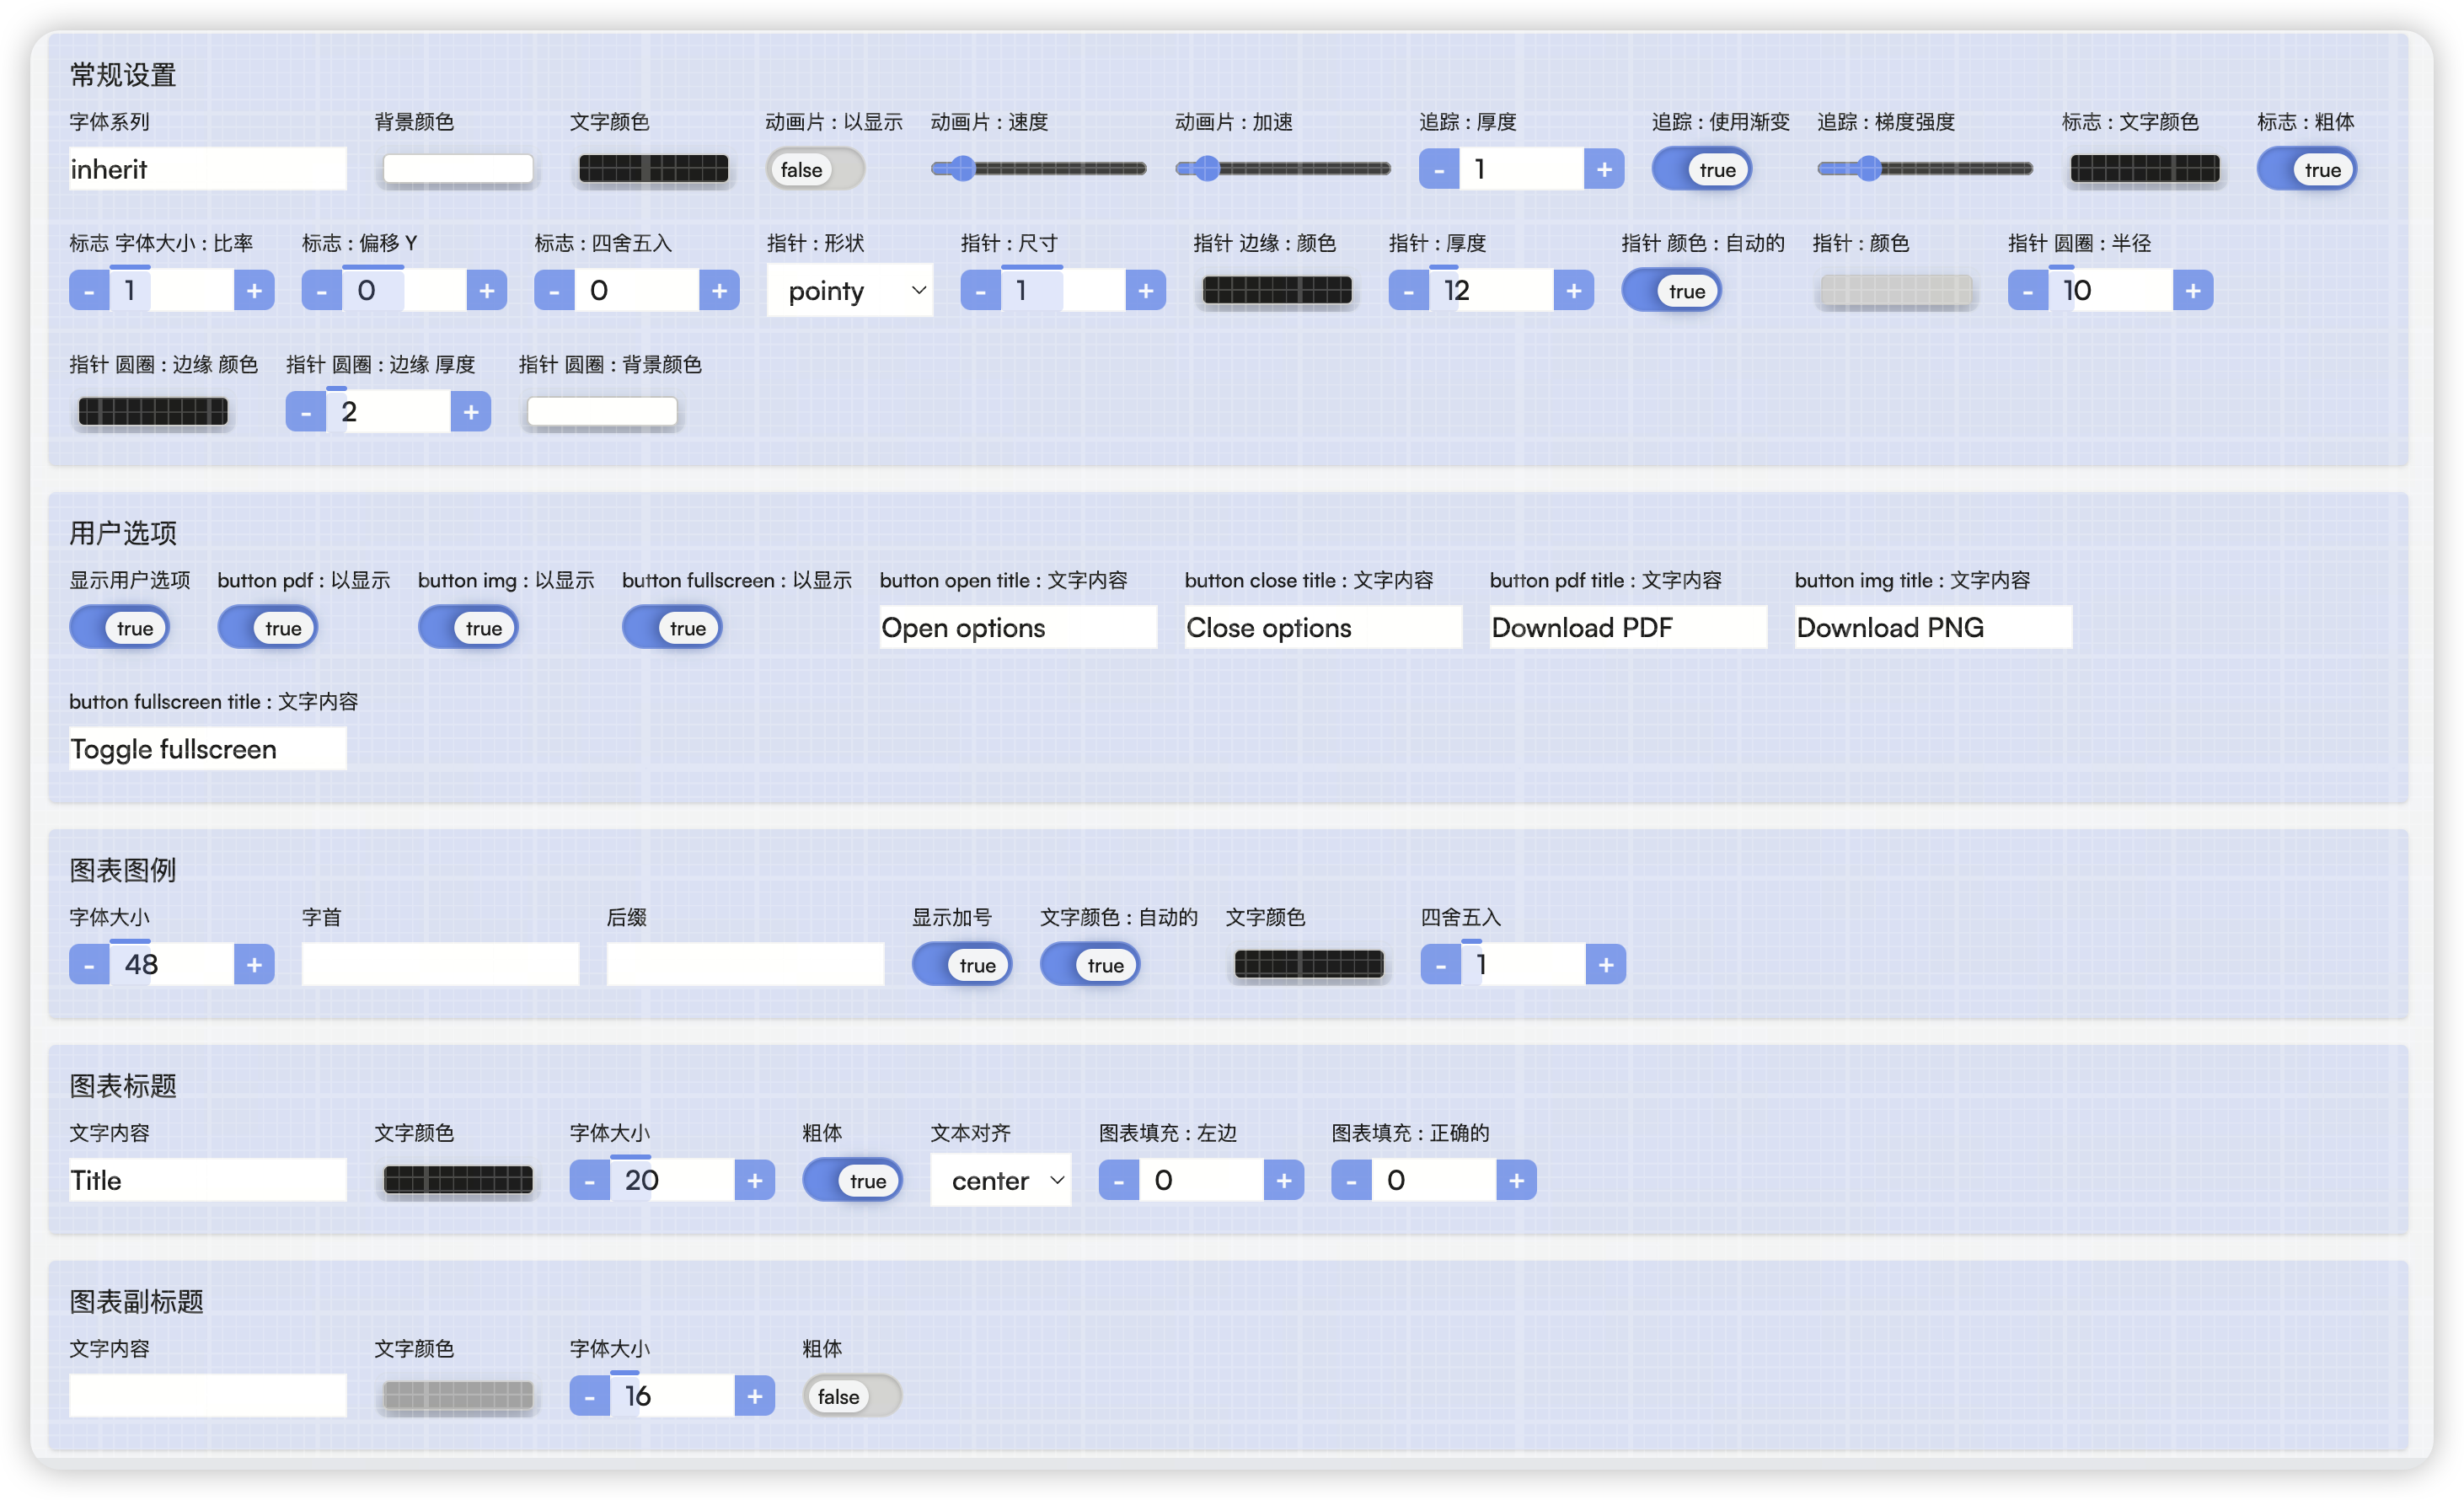 常规设置
字体系列 背景颜色 文字颜色 动画片 : 以显示 动画片 : 速度 动画片 : 加速 追踪 : 厚度 追踪 : 使用渐变 追踪 : 梯度强度 标志 : 文字颜色 标志 : 粗体
inherit false - 1 + true true
标志 字体大小 : 比率 标志 : 偏移 Y 标志 : 四舍五入 指针 : 形状 指针 : 尺寸 指针 边缘 : 颜色 指针 : 厚度 指针 颜色 : 自动的 指针 : 颜色 指针 圆圈 : 半径
- 1 + - 0 + - 0 + pointy - 1 + - 12 + true - 10 +
指针 圆圈 : 边缘 颜色 指针 圆圈 : 边缘 厚度 指针 圆圈 : 背景颜色
- 2 +
用户选项
显示用户选项 button pdf : 以显示 button img : 以显示 button fullscreen : 以显示 button open title : 文字内容 button close title : 文字内容 button pdf title : 文字内容 button img title : 文字内容
true true true true Open options Close options Download PDF Download PNG
button fullscreen title : 文字内容
Toggle fullscreen
图表图例
字体大小 字首 后缀 显示加号 文字颜色 : 自动的 文字颜色 四舍五入
- 48 + true true - 1 +
图表标题
文字内容 文字颜色 字体大小 粗体 文本对齐 图表填充 : 左边 图表填充 : 正确的
Title - 20 + true center - 0 + - 0 +
图表副标题
文字内容 文字颜色 字体大小 粗体
- 16 + false